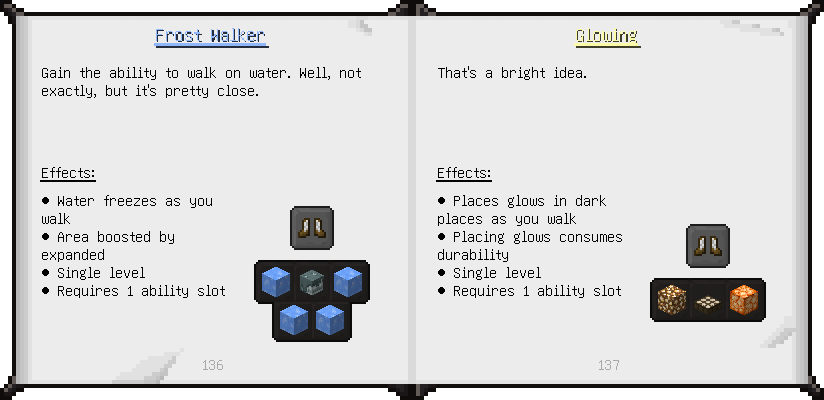 Frost Walker
Gain the ability to walk on water. Well, not
exactly, but it's pretty close.
Effects:
• Water freezes as you
walk
• Area boosted by
expanded
• Single level
• Requires 1 ability slot
136
Glowing
That's a bright idea.
Effects:
• Places glows in dark
places as you walk
• Placing glows consumes
durability
• Single level
• Requires 1 ability slot
137